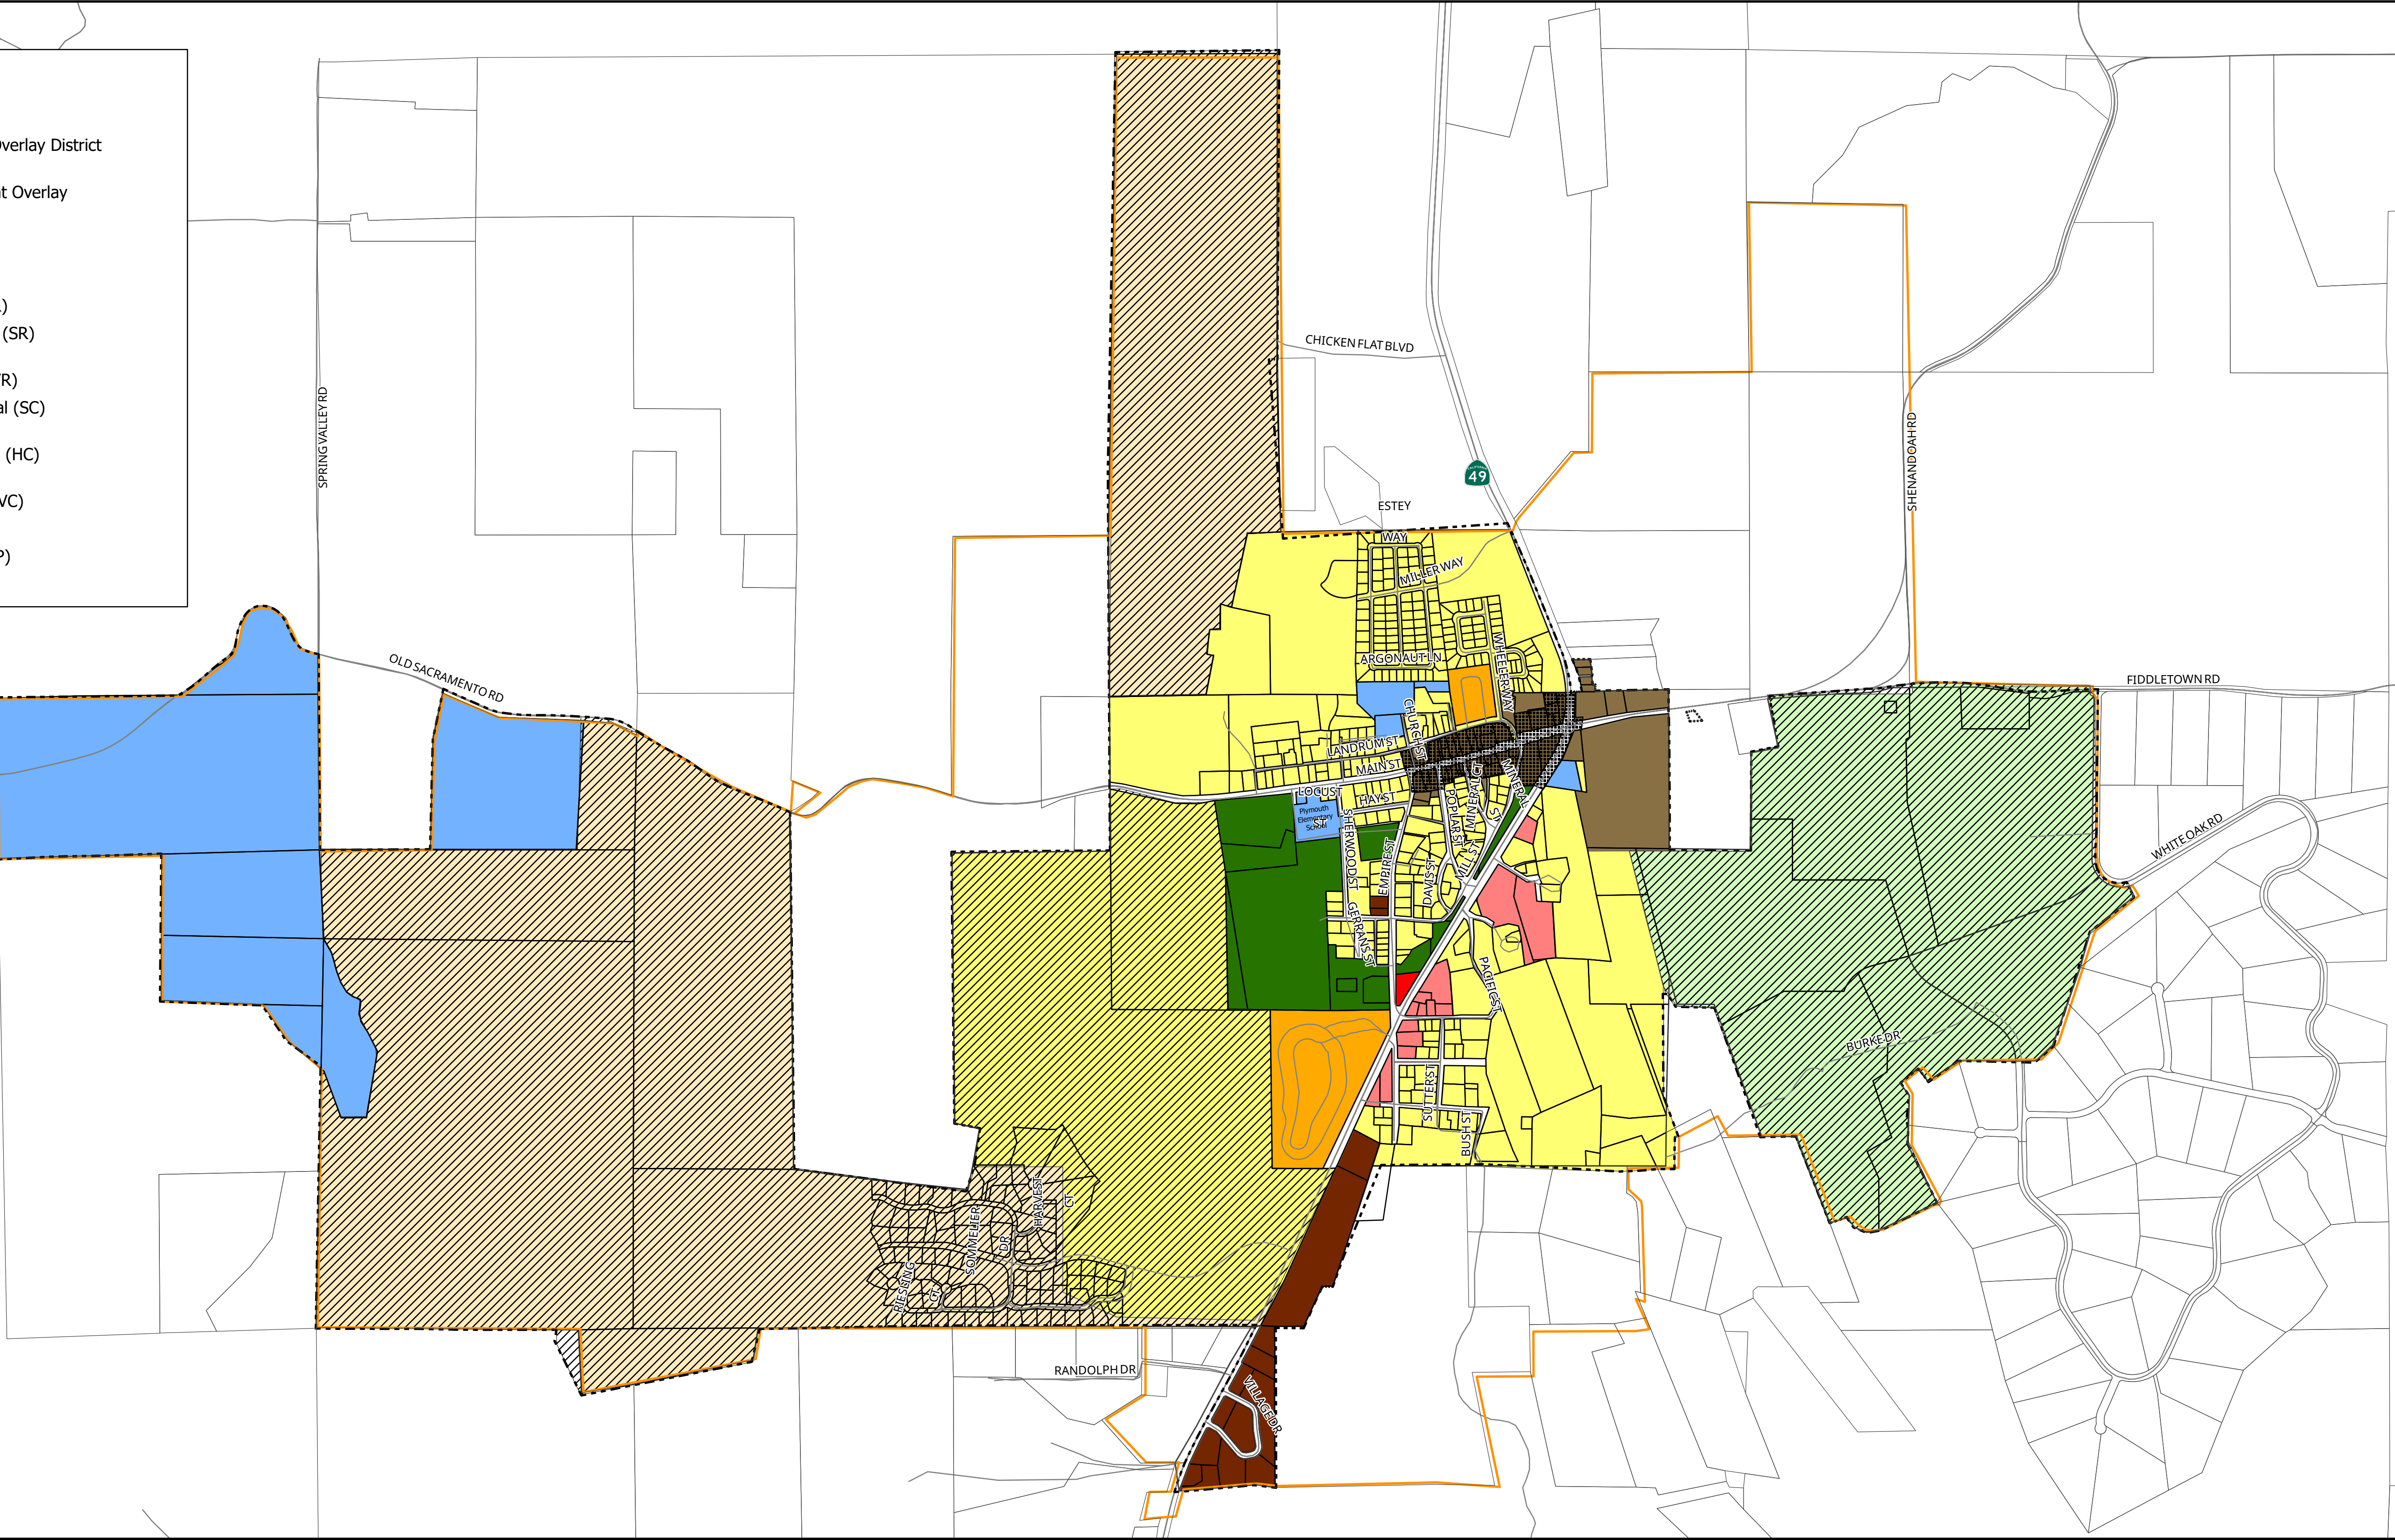 verlay District
t Overlay
)
(SR)
R)
al (SC)
(HC)
VC)
P)
CHICKEN FLAT BLVD
SPRING VALLEY RD
SHENANDOAH RD
CALIFORNIA
49
ESTEY
WAY
MILLER WAY
ARGONAUT LN
WHEELER WAY
OLD SACRAMENTO RD
FIDDLETOWN RD
CHURCH ST
LANDRUM ST
MAIN ST
LOCUST
ST
HAY ST
Plymouth
Elementary
School
SHERWOOD ST
POPLAR ST
MINERAL CT
MINERAL
ST
MILL ST
EMPIRE ST
DAVIS ST
GERRANS ST
WHITE OAK RD
PACIFIC ST
BURKE DR
SUTTER ST
BUSH ST
HARVEST
CT
SOMMELIER
DR
RIESLING
CT
RANDOLPH DR
VILLAGE DR